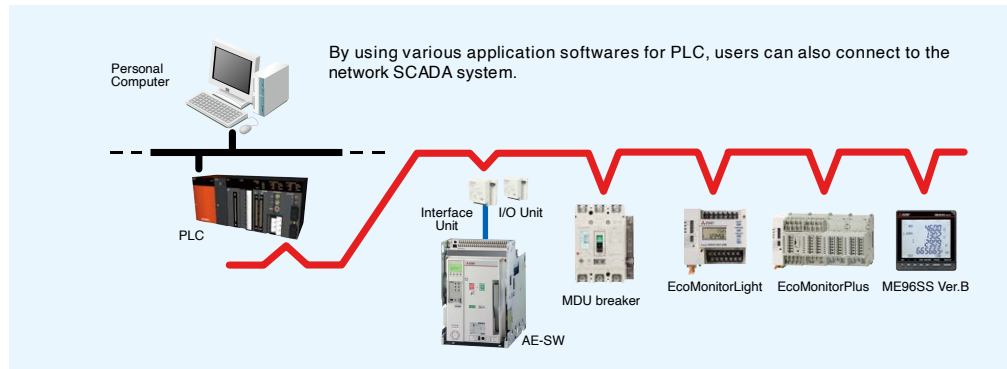 By using various application softwares for PLC, users can also connect to the
network SCADA system.
Personal
Computer
PLC
Interface
Unit
I/O Unit
AE-SW
MDU breaker
EcoMonitorLight
EcoMonitorPlus
ME96SS Ver.B